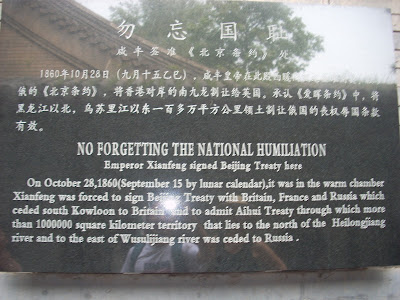 勿忘国耻
咸丰签准《北京条约》处
1860年10月28日（九月十五乙巳），咸丰皇帝在此殿的
俄的《北京条约》，将香港对岸的南九龙割让给英国，承认《爱晖条约》中，将
黑龙江以北，乌苏里江以东一百多万平方公里领土割让俄国的丧权辱国条款
有效。
NO FORGETTING THE NATIONAL HUMILIATION
Emperor Xianfeng signed Beijing Treaty here
On October 28,1860(September 15 by lunar calendar),it was in the warm chamber
Xianfeng was forced to sign Beijing Treaty with Britain, France and Russia which
ceded south Kowloon to Britain and to admit Aihui Treaty through which more
than 1000000 square kilometer territory that lies to the north of the Heilongjiang
river and to the east of Wusulijiang river was ceded to Russia .